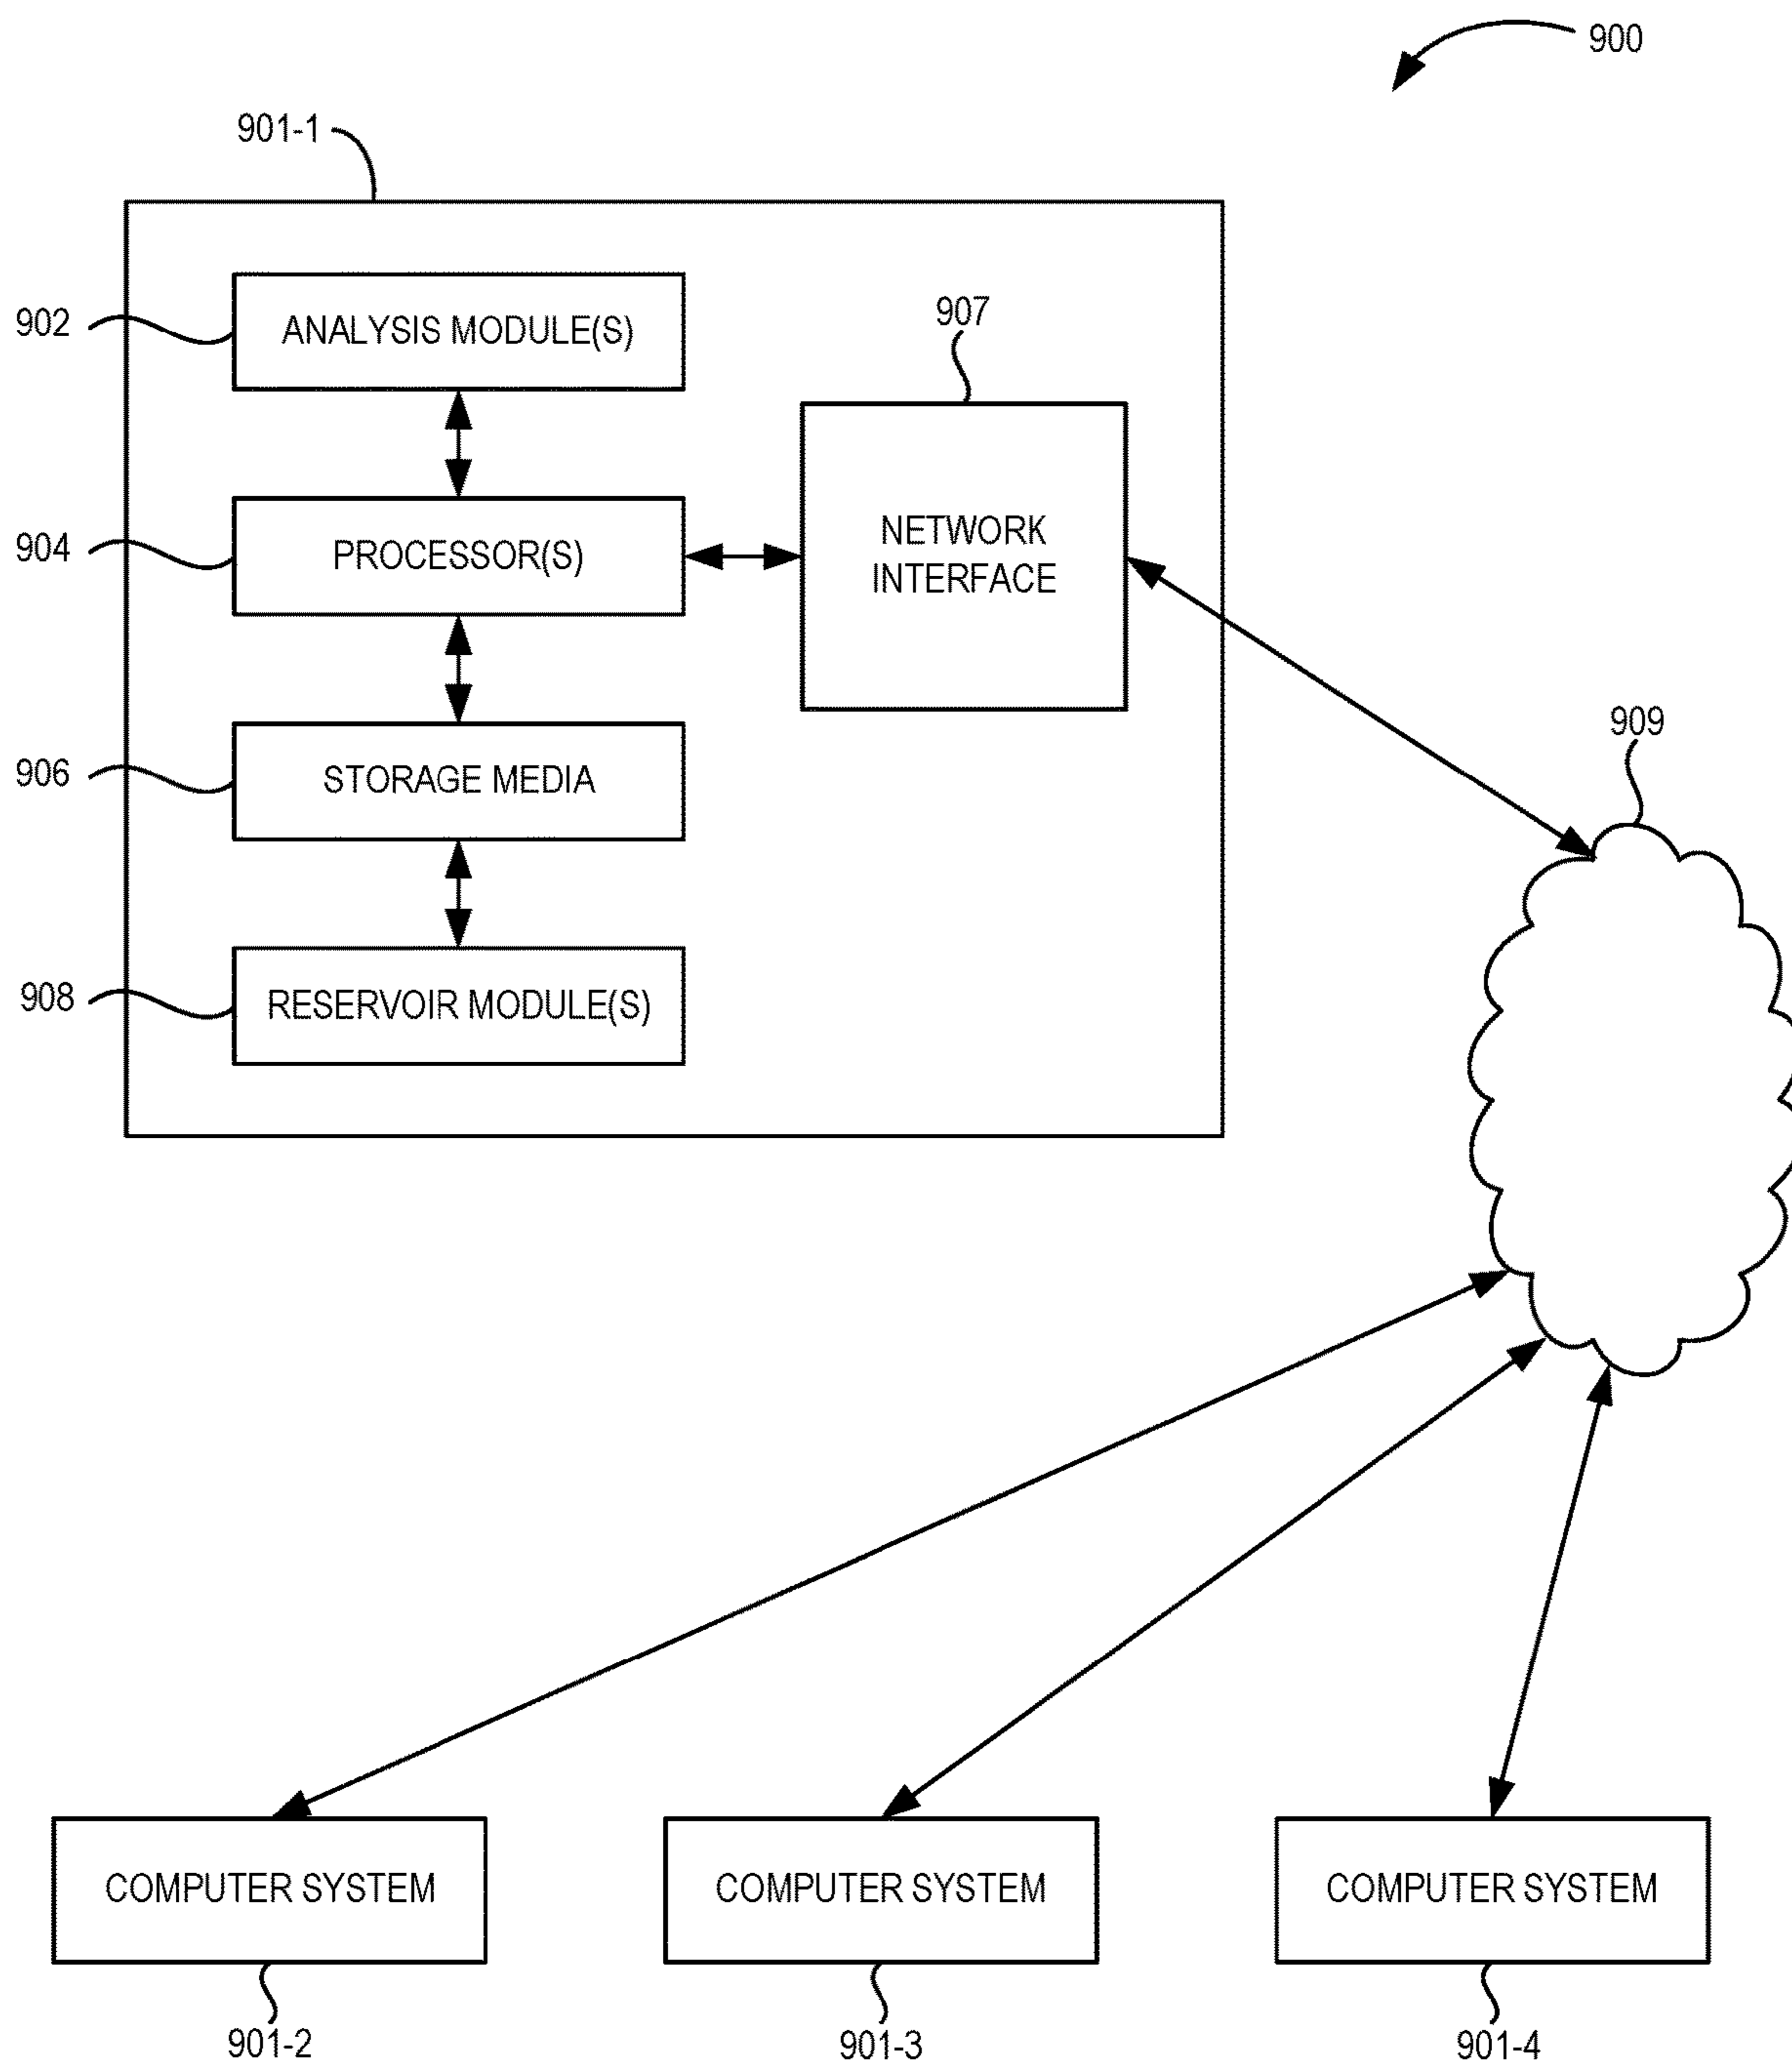 900
901-1
902
ANALYSIS MODULE(S)
907
904
PROCESSOR(S)
NETWORK
INTERFACE
909
906
STORAGE MEDIA
908
RESERVOIR MODULE(S)
COMPUTER SYSTEM
COMPUTER SYSTEM
COMPUTER SYSTEM
901-2
901-3
901-4